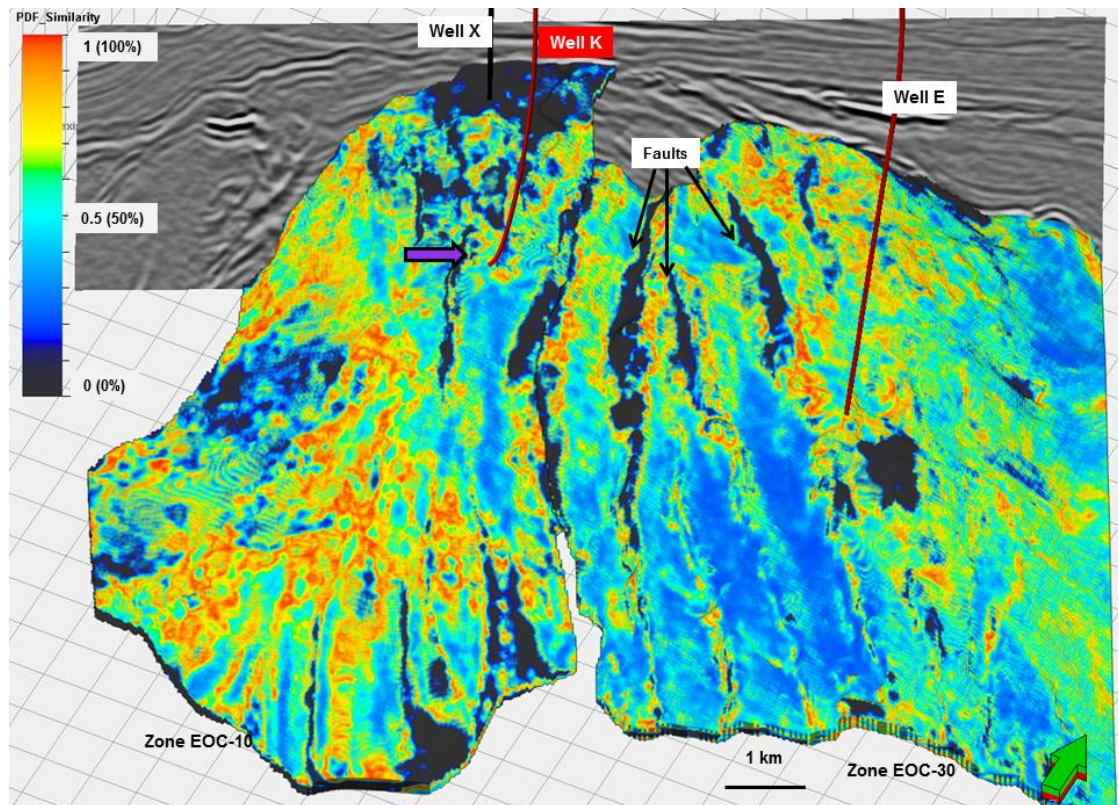 PDF_Similarity
1 (100%)
axis
0.5 (50%)
0 (0%)
Well X
Well K
Well E
Faults
Zone EOC-10
1 km
Zone EOC-30